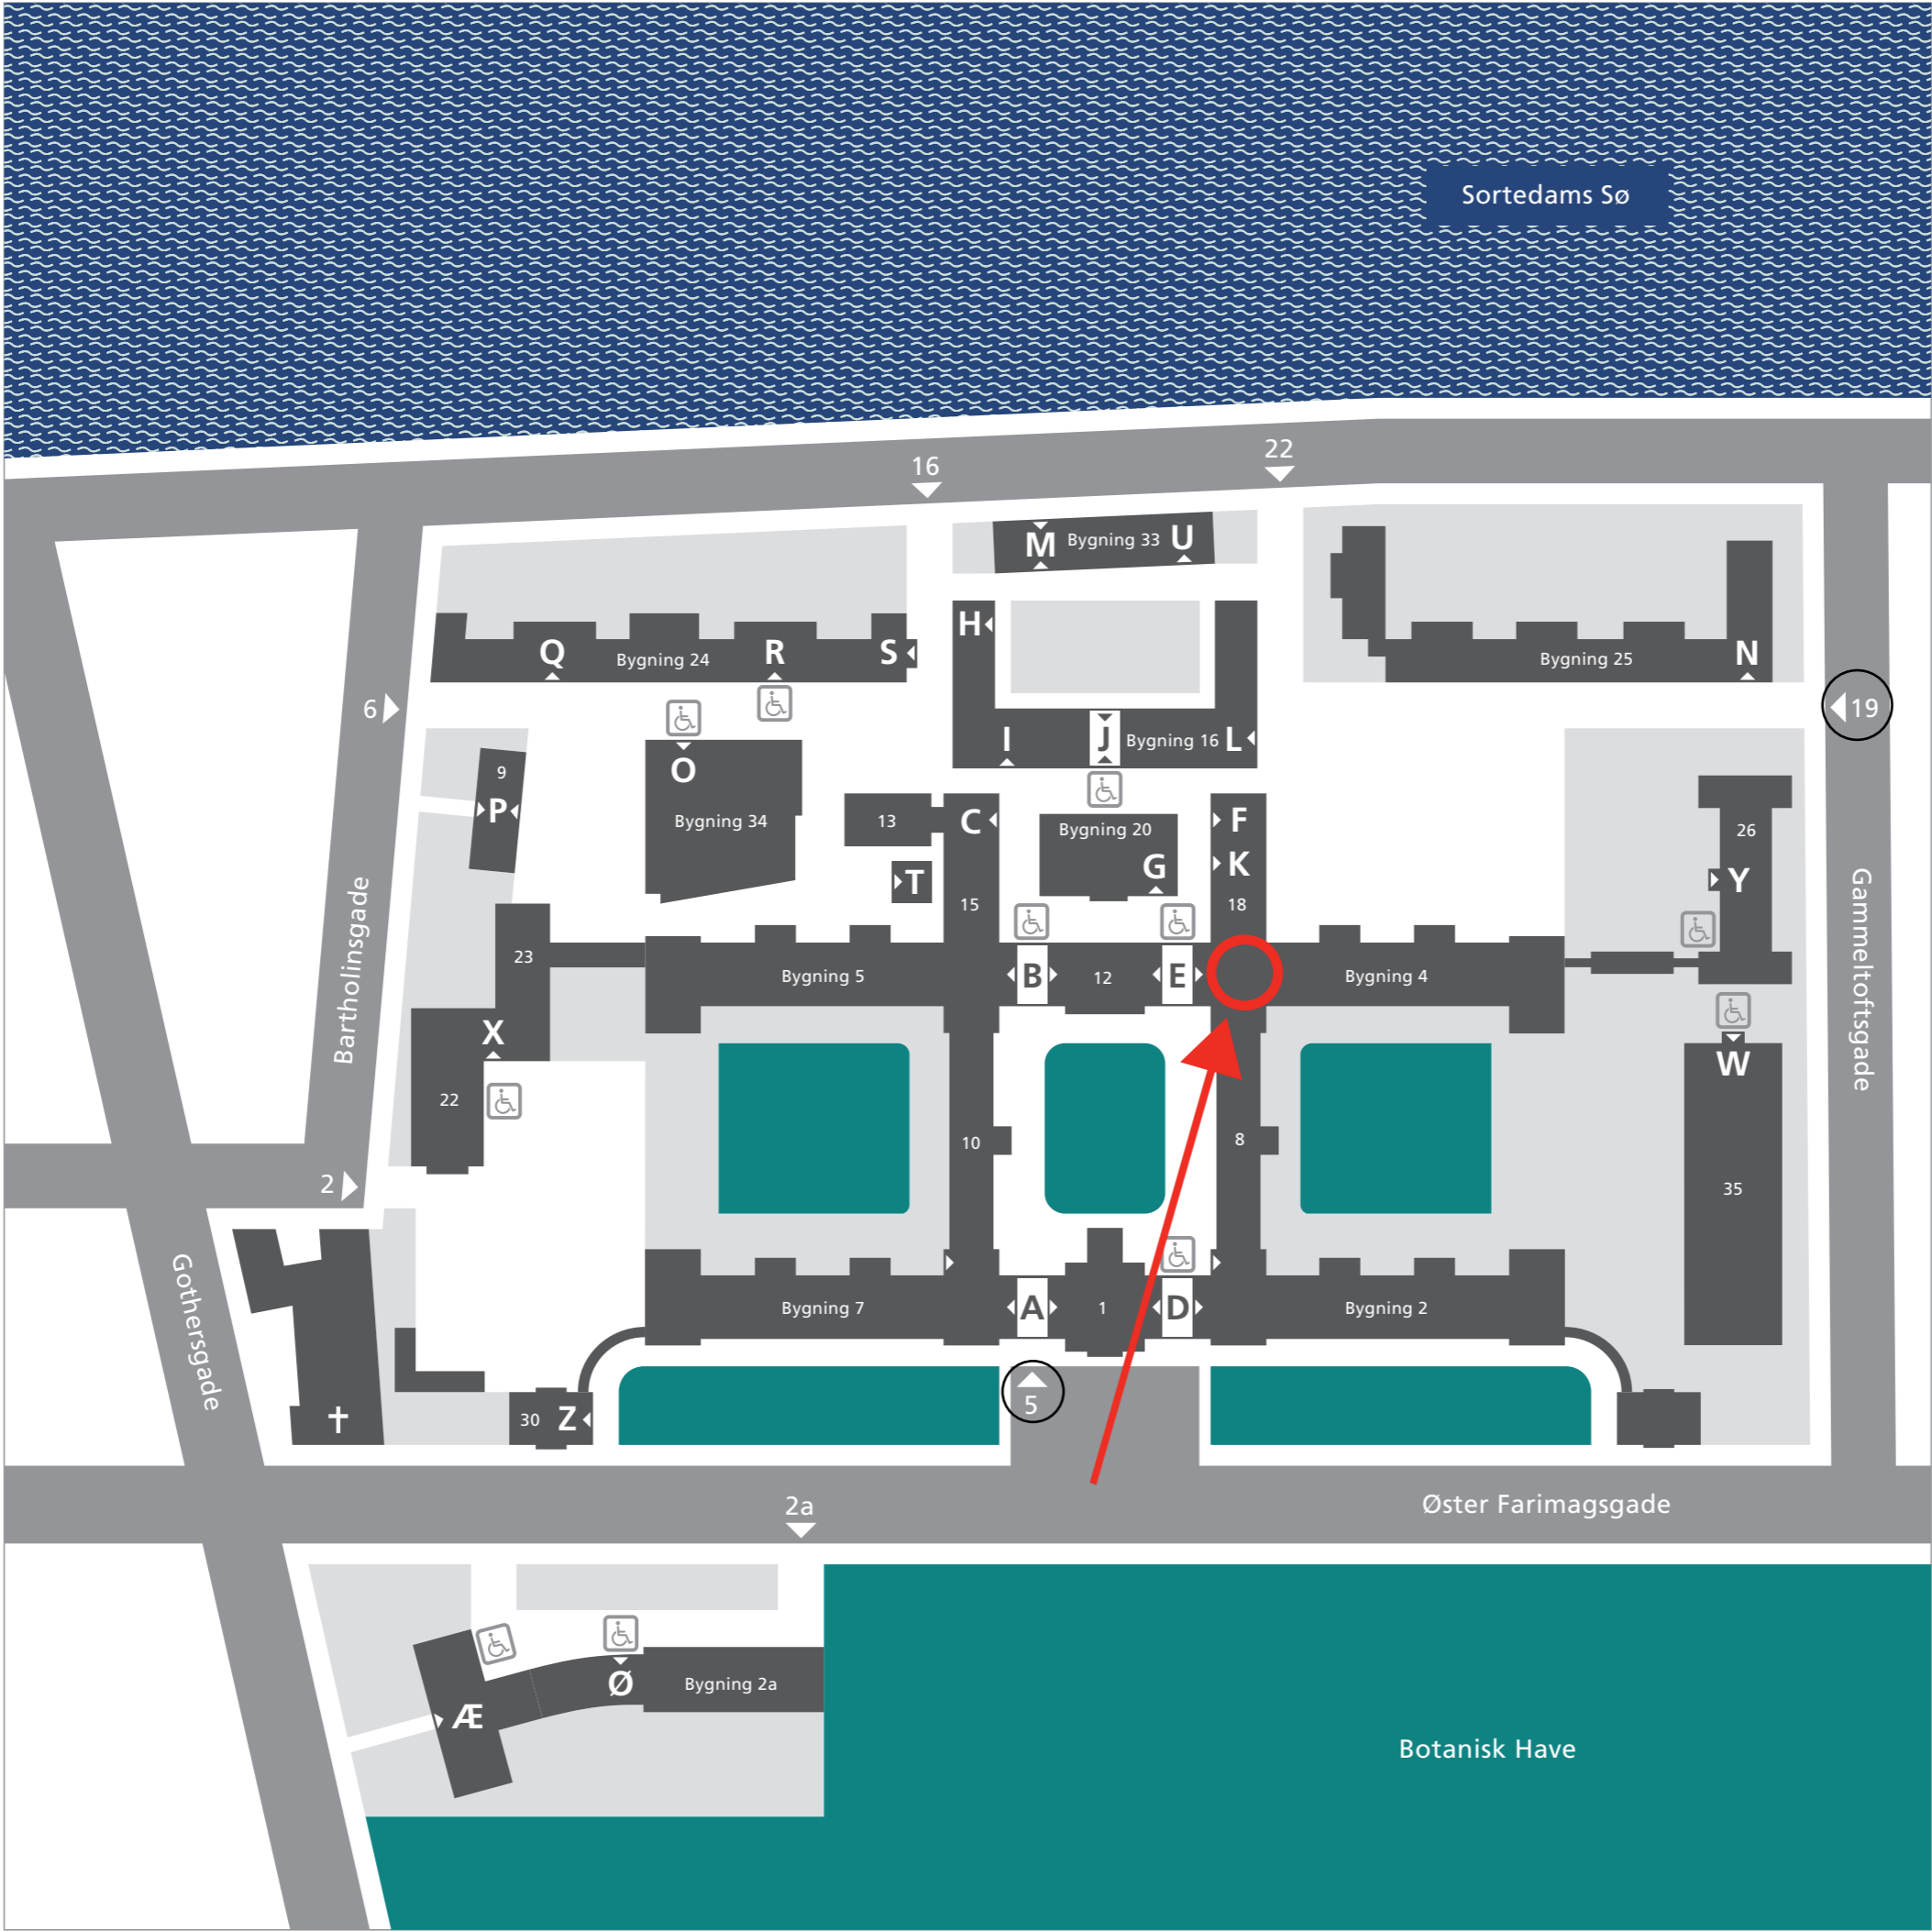 Sortedams Sø
22
16
M
Bygning 33
U
H
Q
Bygning 24
R
S
Bygning 25
N
6
19
I
J
Bygning 16
L
9
P
O
Bygning 34
13
C
Bygning 20
G
F
K
26
T
Y
15
18
23
Bygning 5
B
12
E
Bygning 4
Bartholinsgade
Gammeltoftsgade
X
22
W
10
8
2
35
Gothersgade
Bygning 7
A
1
D
Bygning 2
5
30
Z
2a
Øster Farimagsgade
Ø
Bygning 2a
Æ
Botanisk Have